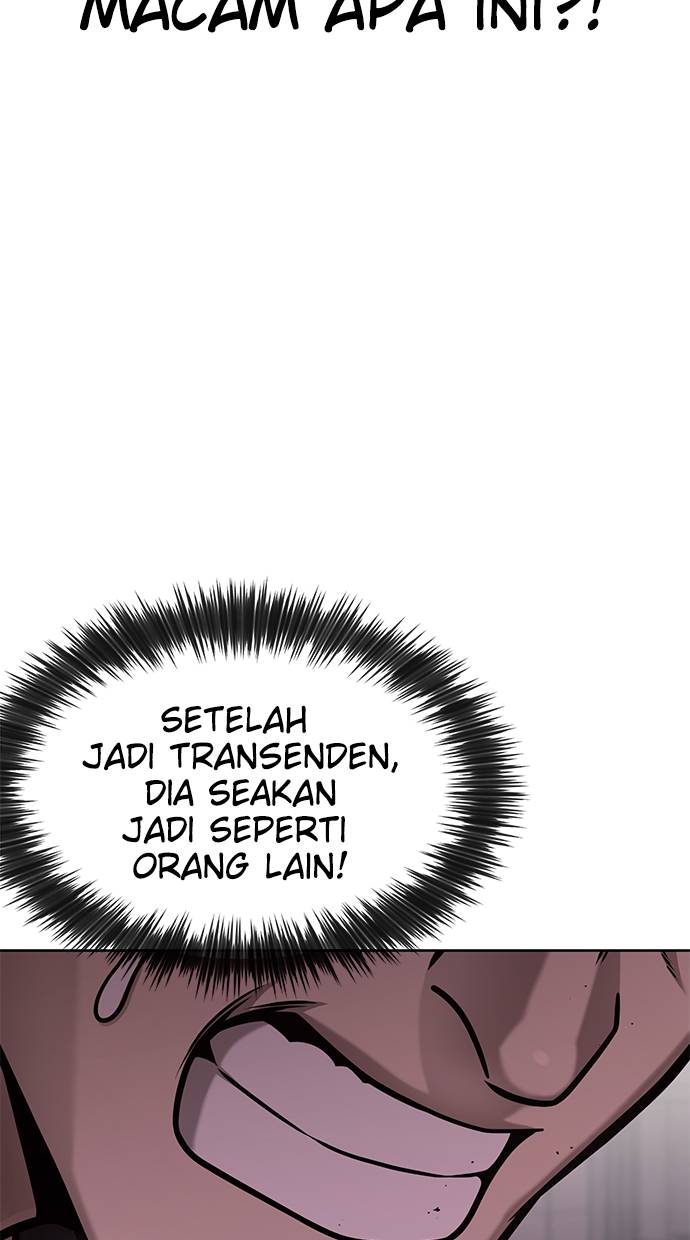 MACAM APA INI?!
SETELAH
JADI TRANSENDEN,
DIA SEAKAN
JADI SEPERTI
ORANG LAIN!